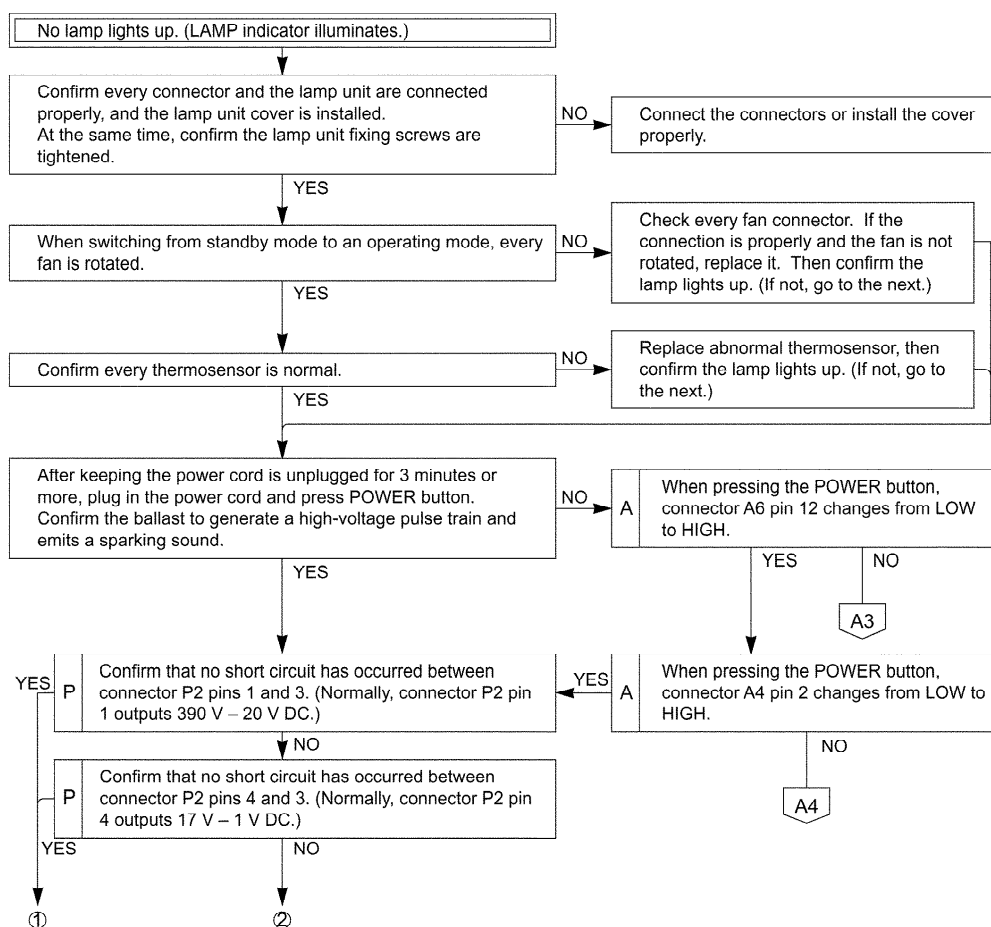 No lamp lights up. (LAMP indicator illuminates.)
Confirm every connector and the lamp unit are connected
properly, and the lamp unit cover is installed.
At the same time, confirm the lamp unit fixing screws are
tightened.
NO
Connect the connectors or install the cover
properly.
YES
When switching from standby mode to an operating mode, every
fan is rotated.
NO
Check every fan connector. If the
connection is properly and the fan is not
rotated, replace it. Then confirm the
lamp lights up. (If not, go to the next.)
YES
Confirm every thermosensor is normal.
NO
Replace abnormal thermosensor, then
confirm the lamp lights up. (If not, go to
the next.)
YES
After keeping the power cord is unplugged for 3 minutes or
more, plug in the power cord and press POWER button.
Confirm the ballast to generate a high-voltage pulse train and
emits a sparking sound.
NO
A
When pressing the POWER button,
connector A6 pin 12 changes from LOW
to HIGH.
YES
YES
NO
A3
YES
P
Confirm that no short circuit has occurred between
connector P2 pins 1 and 3. (Normally, connector P2 pin
1 outputs 390 V – 20 V DC.)
YES
A
When pressing the POWER button,
connector A4 pin 2 changes from LOW to
HIGH.
NO
NO
A4
P
Confirm that no short circuit has occurred between
connector P2 pins 4 and 3. (Normally, connector P2 pin
4 outputs 17 V – 1 V DC.)
YES
NO
①
②